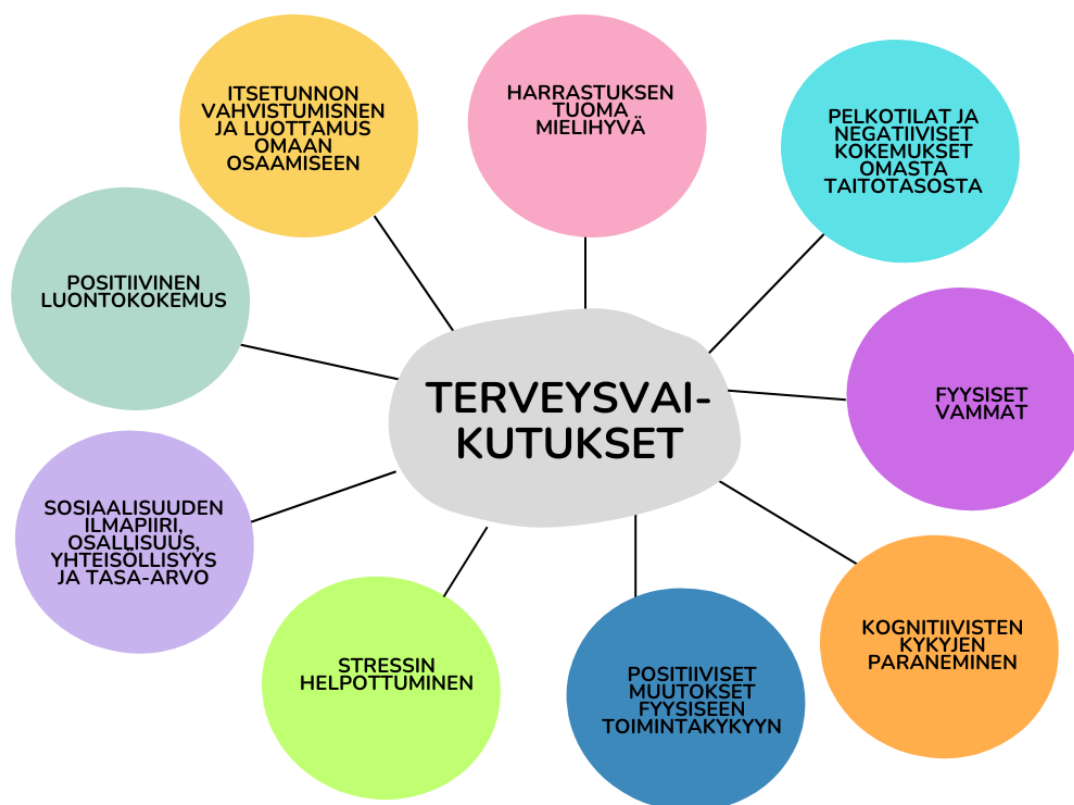 ITSETUNNON
VAHVISTUMISNEN
JA LUOTTAMUS
OMAAN
OSAAMISEEN
HARRASTUKSEN
TUOMA
MIELIHYVÄ
PELKOTILAT JA
NEGATIIVISET
KOKEMUKSET
OMASTA
TAITOTASOSTA
POSITIIVINEN
LUONTOKOKEMUS
TERVEYSVAI-
KUTUKSET
FYYSISET
VAMMAT
SOSIAALISUUDEN
ILMAPIIRI,
OSALLISUUS,
YHTEISÖLLISYYS
JA TASA-ARVO
STRESSIN
HELPOTTUMINEN
POSITIIVISET
MUUTOKSET
FYYSISEEN
TOIMINTAKYKYYN
KOGNITIIVISTEN
KYKYJEN
PARANEMINEN